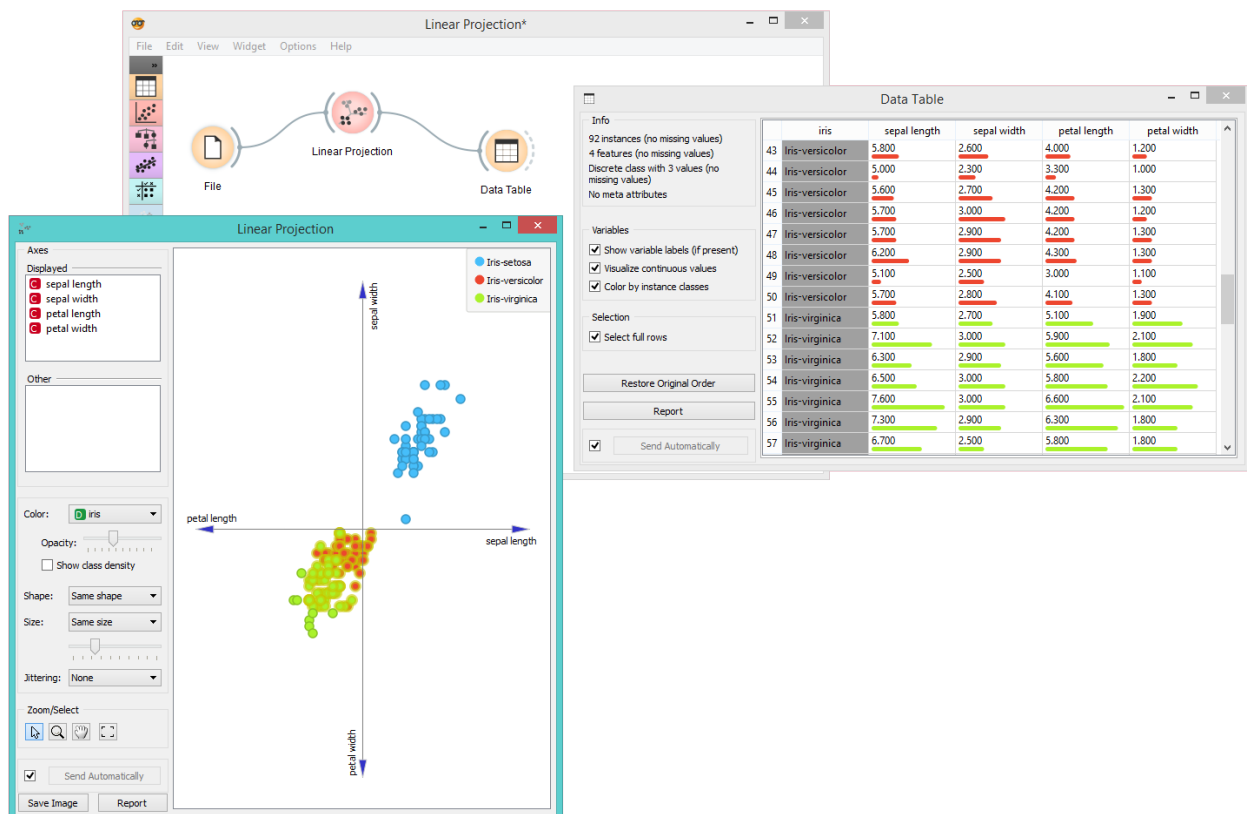 Linear Projection*
File Edit View Widget Options Help
File
Linear Projection
Data Table
Data Table
Info
92 instances (no missing values)
4 features (no missing values)
Discrete class with 3 values (no
missing values)
No meta attributes
Variables
Show variable labels (if present)
Visualize continuous values
Color by instance classes
Selection
Select full rows
Restore Original Order
Report
Send Automatically
iris sepal length sepal width petal length petal width
43 Iris-versicolor 5.800 2.600 4.000 1.200
44 Iris-versicolor 5.000 2.300 3.300 1.000
45 Iris-versicolor 5.600 2.700 4.200 1.300
46 Iris-versicolor 5.700 3.000 4.200 1.200
47 Iris-versicolor 5.700 2.900 4.200 1.300
48 Iris-versicolor 6.200 2.900 4.300 1.300
49 Iris-versicolor 5.100 2.500 3.000 1.100
50 Iris-versicolor 5.700 2.800 4.100 1.300
51 Iris-virginica 5.800 2.700 5.100 1.900
52 Iris-virginica 7.100 3.000 5.900 2.100
53 Iris-virginica 6.300 2.900 5.600 1.800
54 Iris-virginica 6.500 3.000 5.800 2.200
55 Iris-virginica 7.600 3.000 6.600 2.100
56 Iris-virginica 7.300 2.900 6.300 1.800
57 Iris-virginica 6.700 2.500 5.800 1.800
Linear Projection
Axes
Displayed
C sepal length
C sepal width
C petal length
C petal width
Other
Color: D iris
Opacity:
Show class density
Shape: Same shape
Size: Same size
Jittering: None
Zoom/Select
Send Automatically
Save Image Report
Iris-setosa
Iris-versicolor
Iris-virginica
sepal width
petal length
sepal length
petal width